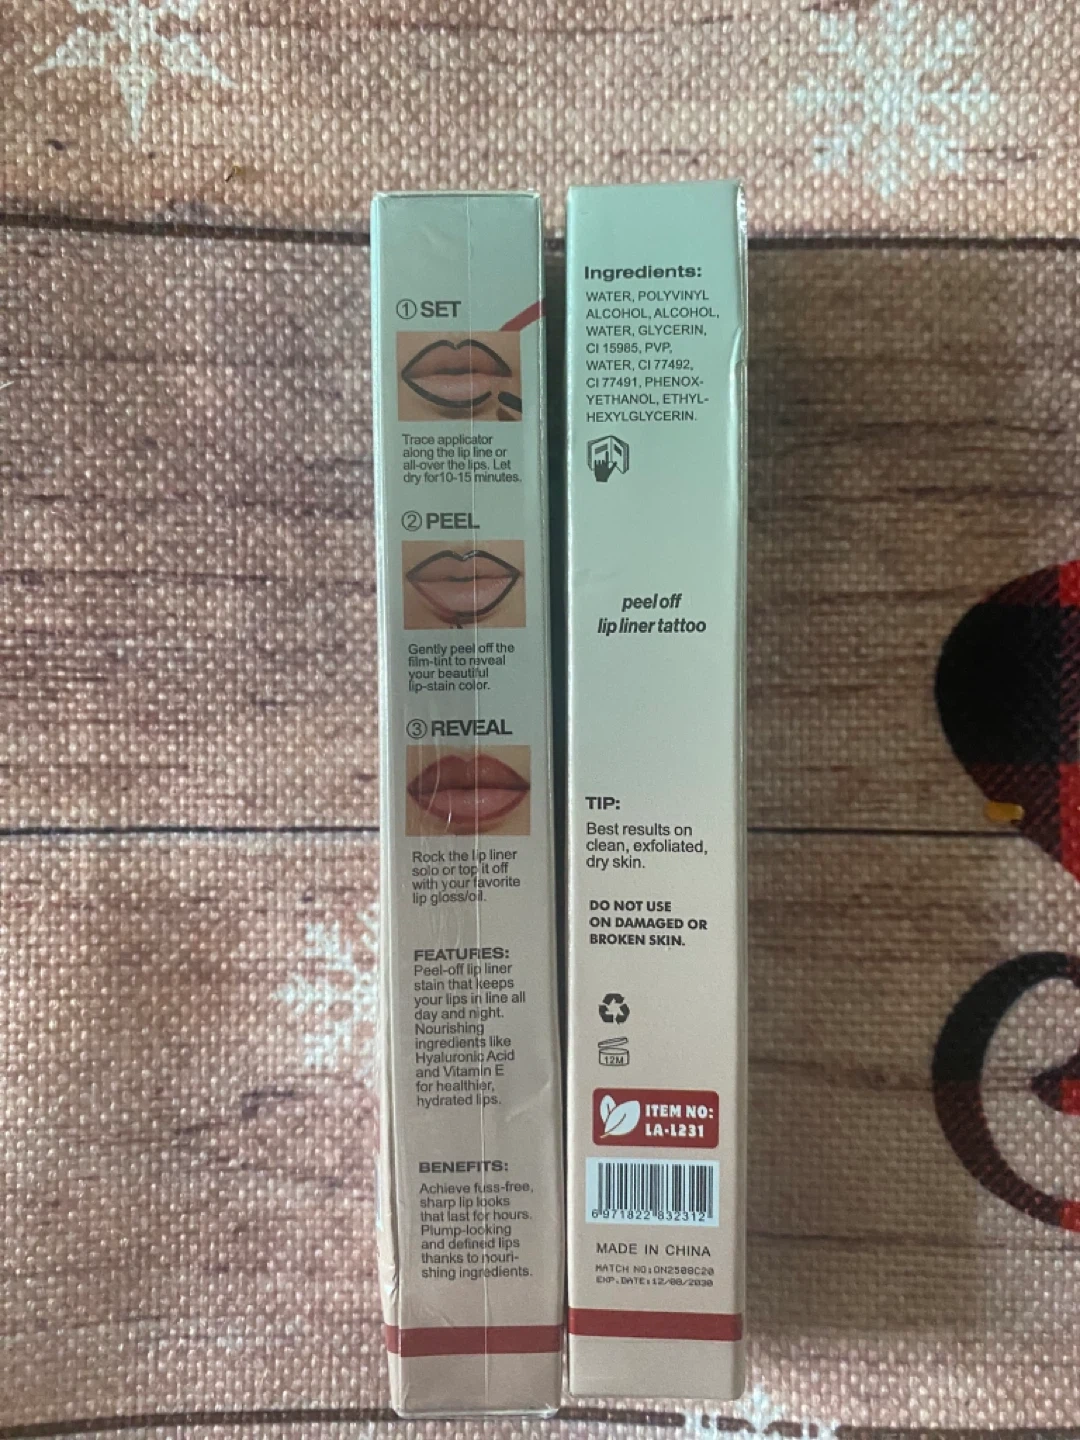 ① SET
Trace applicator
along the lip line or
all-over the lips. Let
dry for10-15 minutes.
② PEEL
Gently peel off the
film-tint to reveal
your beautiful
lip-stain color.
③ REVEAL
Rock the lip liner
solo or top it off
with your favorite
lip gloss/oil.
FEATURES:
Peel-off lip liner
stain that keeps
your lips in line all
day and night.
Nourishing
ingredients like
Hyaluronic Acid
and Vitamin E
for healthier,
hydrated lips.
BENEFITS:
Achieve fuss-free,
sharp lip looks
that last for hours.
Plump-looking
and defined lips
thanks to nouri-
shing ingredients.
Ingredients:
WATER, POLYVINYL
ALCOHOL, ALCOHOL,
WATER, GLYCERIN,
CI 15985, PVP,
WATER, CI 77492,
CI 77491, PHENOX-
YETHANOL, ETHYL-
HEXYLGLYCERIN.
peel off
lip liner tattoo
TIP:
Best results on
clean, exfoliated,
dry skin.
DO NOT USE
ON DAMAGED OR
BROKEN SKIN.
12M
ITEM NO:
LA-L231
6 971822 832312
MADE IN CHINA
MATCH NO:ON2508C20
EXP.DATE:12/08/2030